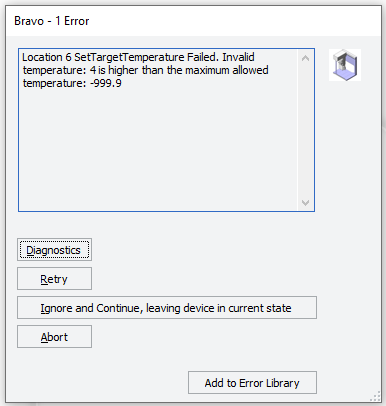 Bravo - 1 Error
Location 6 SetTargetTemperature Failed. Invalid
temperature: 4 is higher than the maximum allowed
temperature: -999.9
Diagnostics
Retry
Ignore and Continue, leaving device in current state
Abort
Add to Error Library